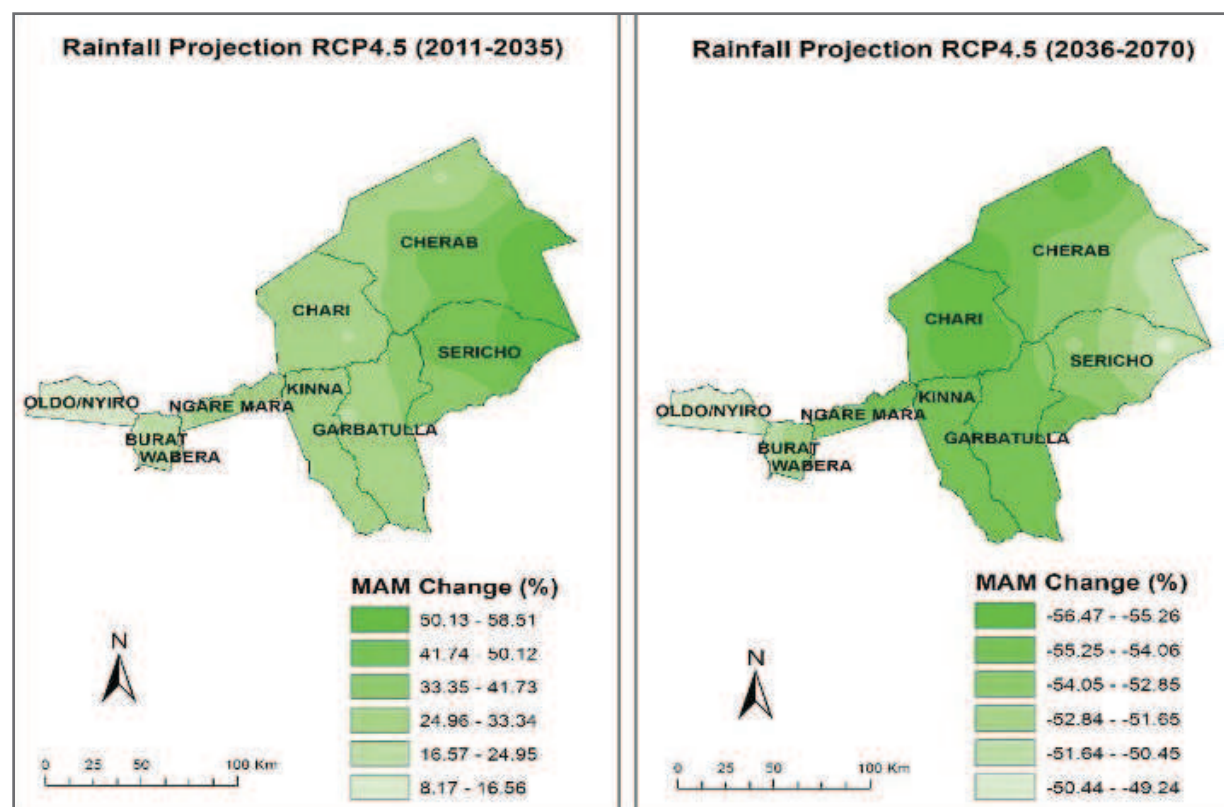 Rainfall Projection RCP4.5 (2011-2035)
CHERAB
CHARI
SERICHO
KINNA
OLDO/NYIRO
NGARE MARA
GARBATULLA
BURAT
WABERA
MAM Change (%)
50.13 - 58.51
41.74 - 50.12
33.35 - 41.73
24.96 - 33.34
16.57 - 24.95
8.17 - 16.56
N
0 25 50 100 Km
Rainfall Projection RCP4.5 (2036-2070)
CHERAB
CHARI
SERICHO
KINNA
OLDO/NYIRO
NGARE MARA
GARBATULLA
BURAT
WABERA
MAM Change (%)
-56.47 - -55.26
-55.25 - -54.06
-54.05 - -52.85
-52.84 - -51.65
-51.64 - -50.45
-50.44 - -49.24
N
0 25 50 100 Km